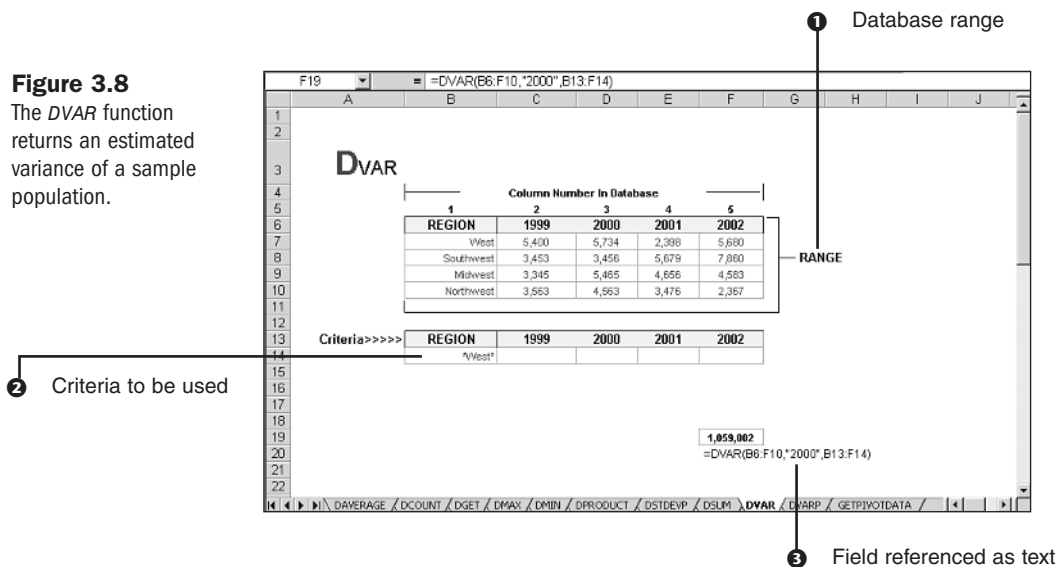 ❶ Database range
Figure 3.8
The DVAR function
returns an estimated
variance of a sample
population.
F19 = =DVAR(B6:F10,"2000",B13:F14)
A B C D E F G H I J
1
2
3 DVAR
4 Column Number In Database
5 1 2 3 4 5
6 REGION 1999 2000 2001 2002
7 West 5,400 5,734 2,398 5,680
8 Southwest 3,453 3,456 5,679 7,860 RANGE
9 Midwest 3,345 5,465 4,656 4,583
10 Northwest 3,563 4,563 3,476 2,367
11
12
13 Criteria>>>>> REGION 1999 2000 2001 2002
14 *West*
❷ Criteria to be used
15
16
17
18
19 1,059,002
20 =DVAR(B6:F10,"2000",B13:F14)
21
22
DAVERAGE DCOUNT DGET DMAX DMIN DPRODUCT DSTDEVP DSUM DVAR DVARP GETPIVOTDATA
❸ Field referenced as text